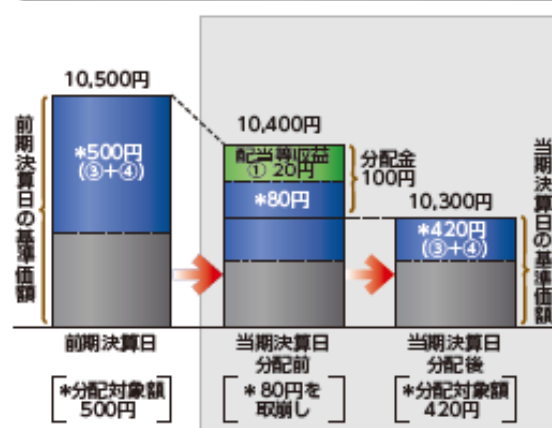 10,500円
前期決算日の基準価額
*500円
(③+④)
10,400円
配当等収益
① 20円
*80円
分配金
100円
10,300円
*420円
(③+④)
当期決算日の基準価額
前期決算日
*分配対象額
500円
当期決算日
分配前
*80円を
取崩し
当期決算日
分配後
*分配対象額
420円